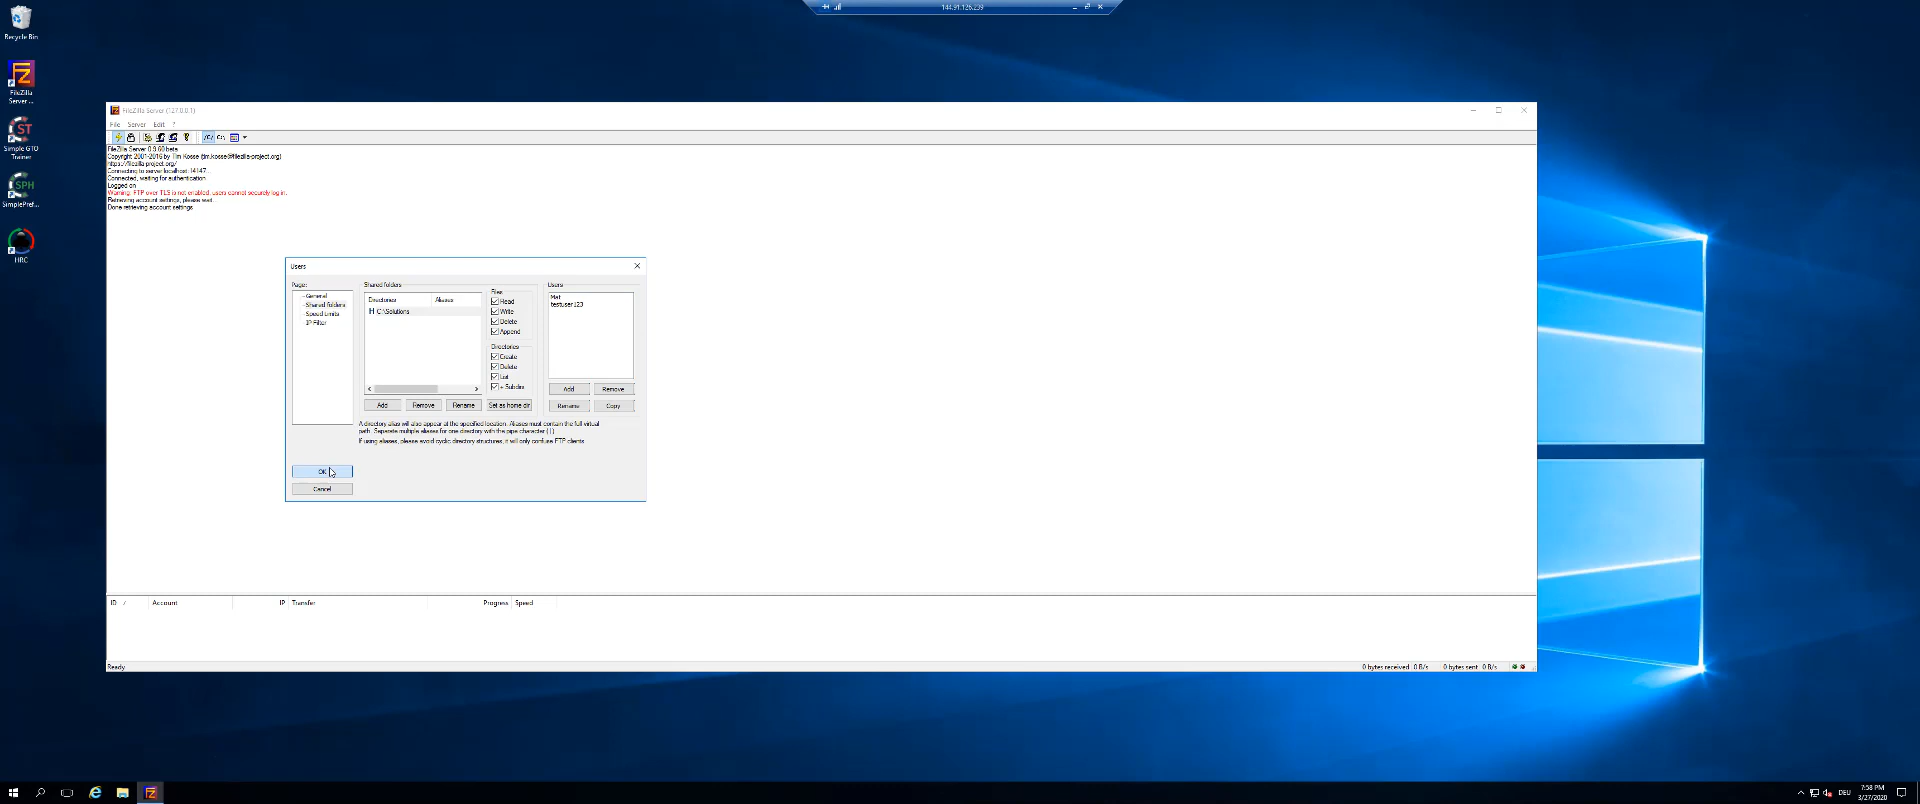 144.91.126.239
Recycle Bin
FileZilla
Server ...
Simple GTO
Trainer
SimplePref...
HRC
FileZilla Server (127.0.0.1)
File Server Edit ?
/C/ C:\
FileZilla Server 0.9.60 beta
Copyright 2001-2016 by Tim Kosse (tim.kosse@filezilla-project.org)
https://filezilla-project.org/
Connecting to server localhost:14147...
Connected, waiting for authentication
Logged on
Warning: FTP over TLS is not enabled, users cannot securely log in.
Retrieving account settings, please wait.
Done retrieving account settings
Users
Page:
General
Shared folders
Speed Limits
IP Filter
Shared folders
Directories Aliases
H C:\Solutions
Files
Read
Write
Delete
Append
Directories
Create
Delete
List
+ Subdirs
Users
Mat
testuser123
Add Remove Rename Set as home dir
Add Remove
Rename Copy
A directory alias will also appear at the specified location. Aliases must contain the full virtual
path. Separate multiple aliases for one directory with the pipe character (|)
If using aliases, please avoid cyclic directory structures, it will only confuse FTP clients
OK
Cancel
ID / Account IP Transfer Progress Speed
Ready 0 bytes received 0 B/s 0 bytes sent 0 B/s
DEU
7:58 PM
3/27/2020